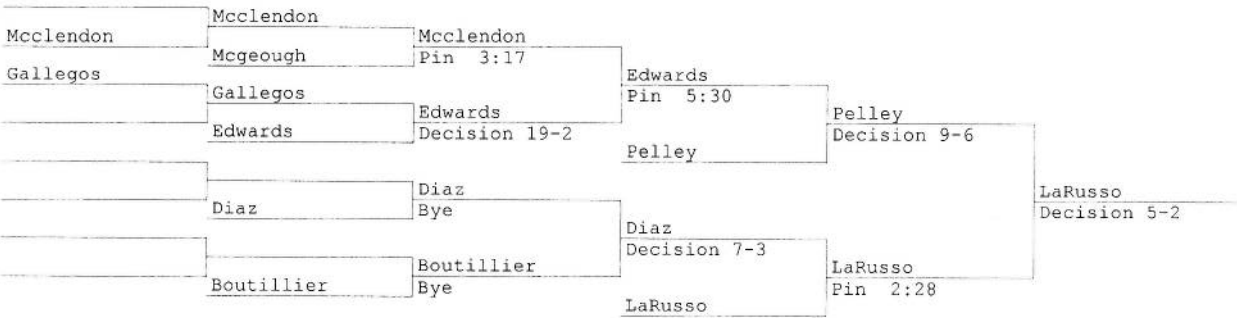 Mcclendon
Gallegos
Mcclendon
Mcgeough
Gallegos
Edwards
Diaz
Boutillier
Mcclendon
Pin 3:17
Edwards
Decision 19-2
Diaz
Bye
Boutillier
Bye
Edwards
Pin 5:30
Pelley
Diaz
Decision 7-3
LaRusso
Pelley
Decision 9-6
LaRusso
Pin 2:28
LaRusso
Decision 5-2